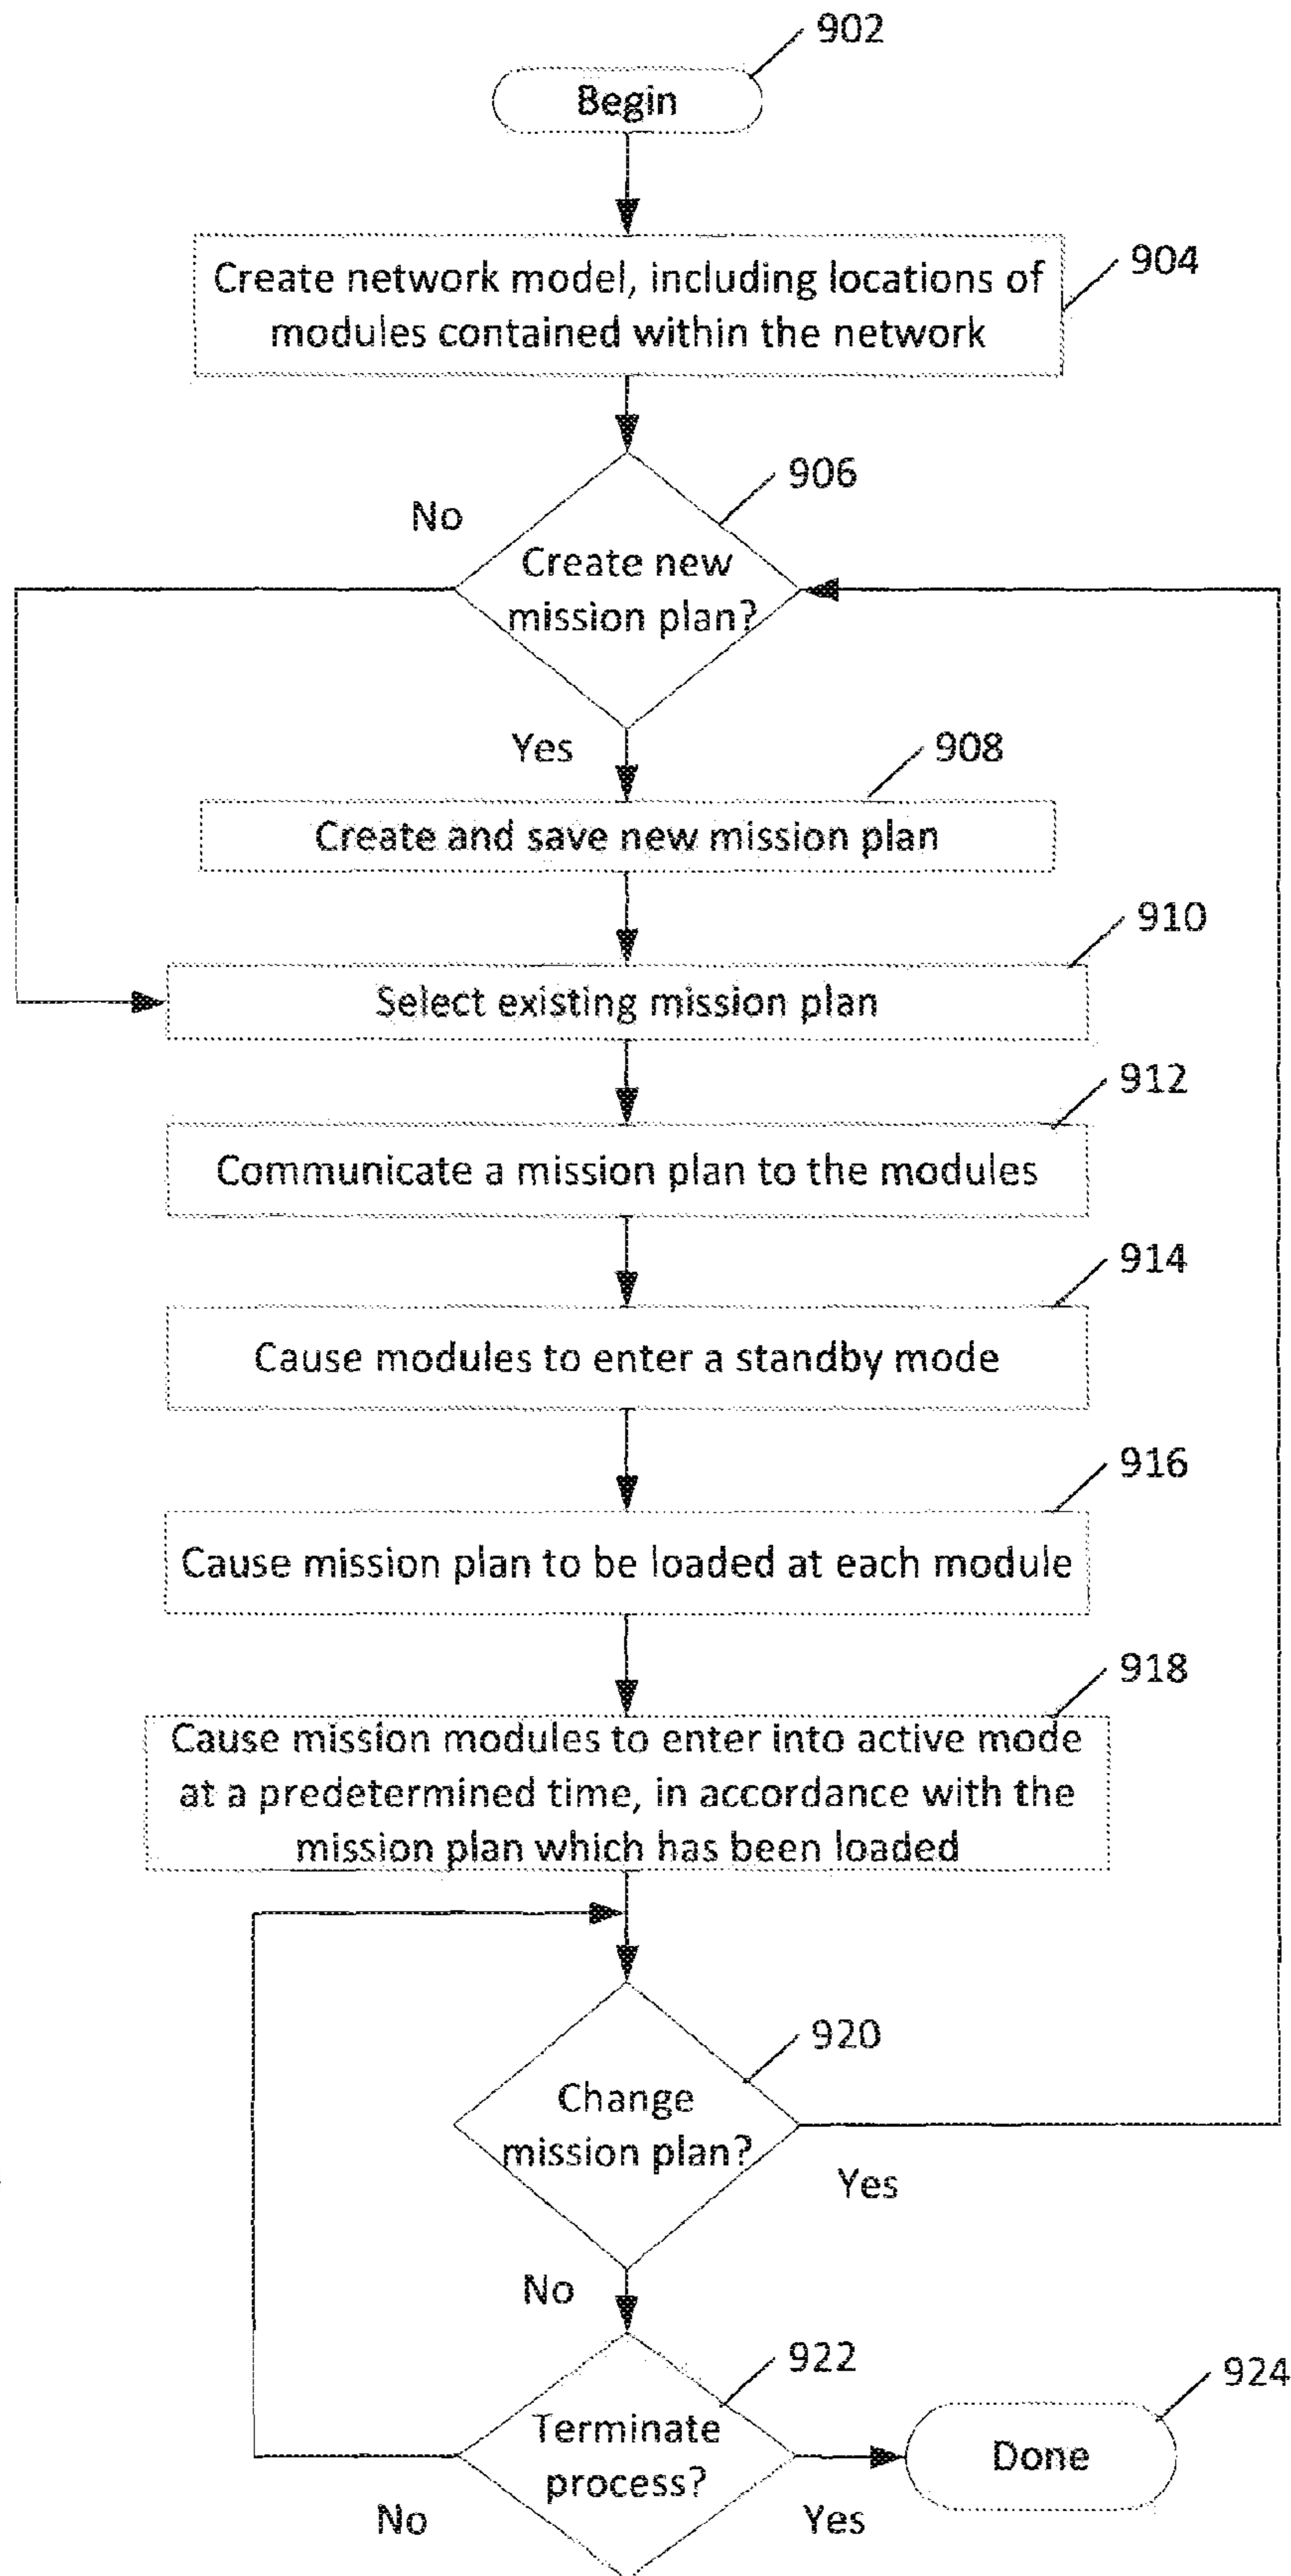 902
Begin
904
Create network model, including locations of
modules contained within the network
906
No
Create new
mission plan?
Yes
908
Create and save new mission plan
910
Select existing mission plan
912
Communicate a mission plan to the modules
914
Cause modules to enter a standby mode
916
Cause mission plan to be loaded at each module
918
Cause mission modules to enter into active mode
at a predetermined time, in accordance with the
mission plan which has been loaded
920
Change
mission plan?
Yes
No
922
924
Terminate
process?
Done
No
Yes